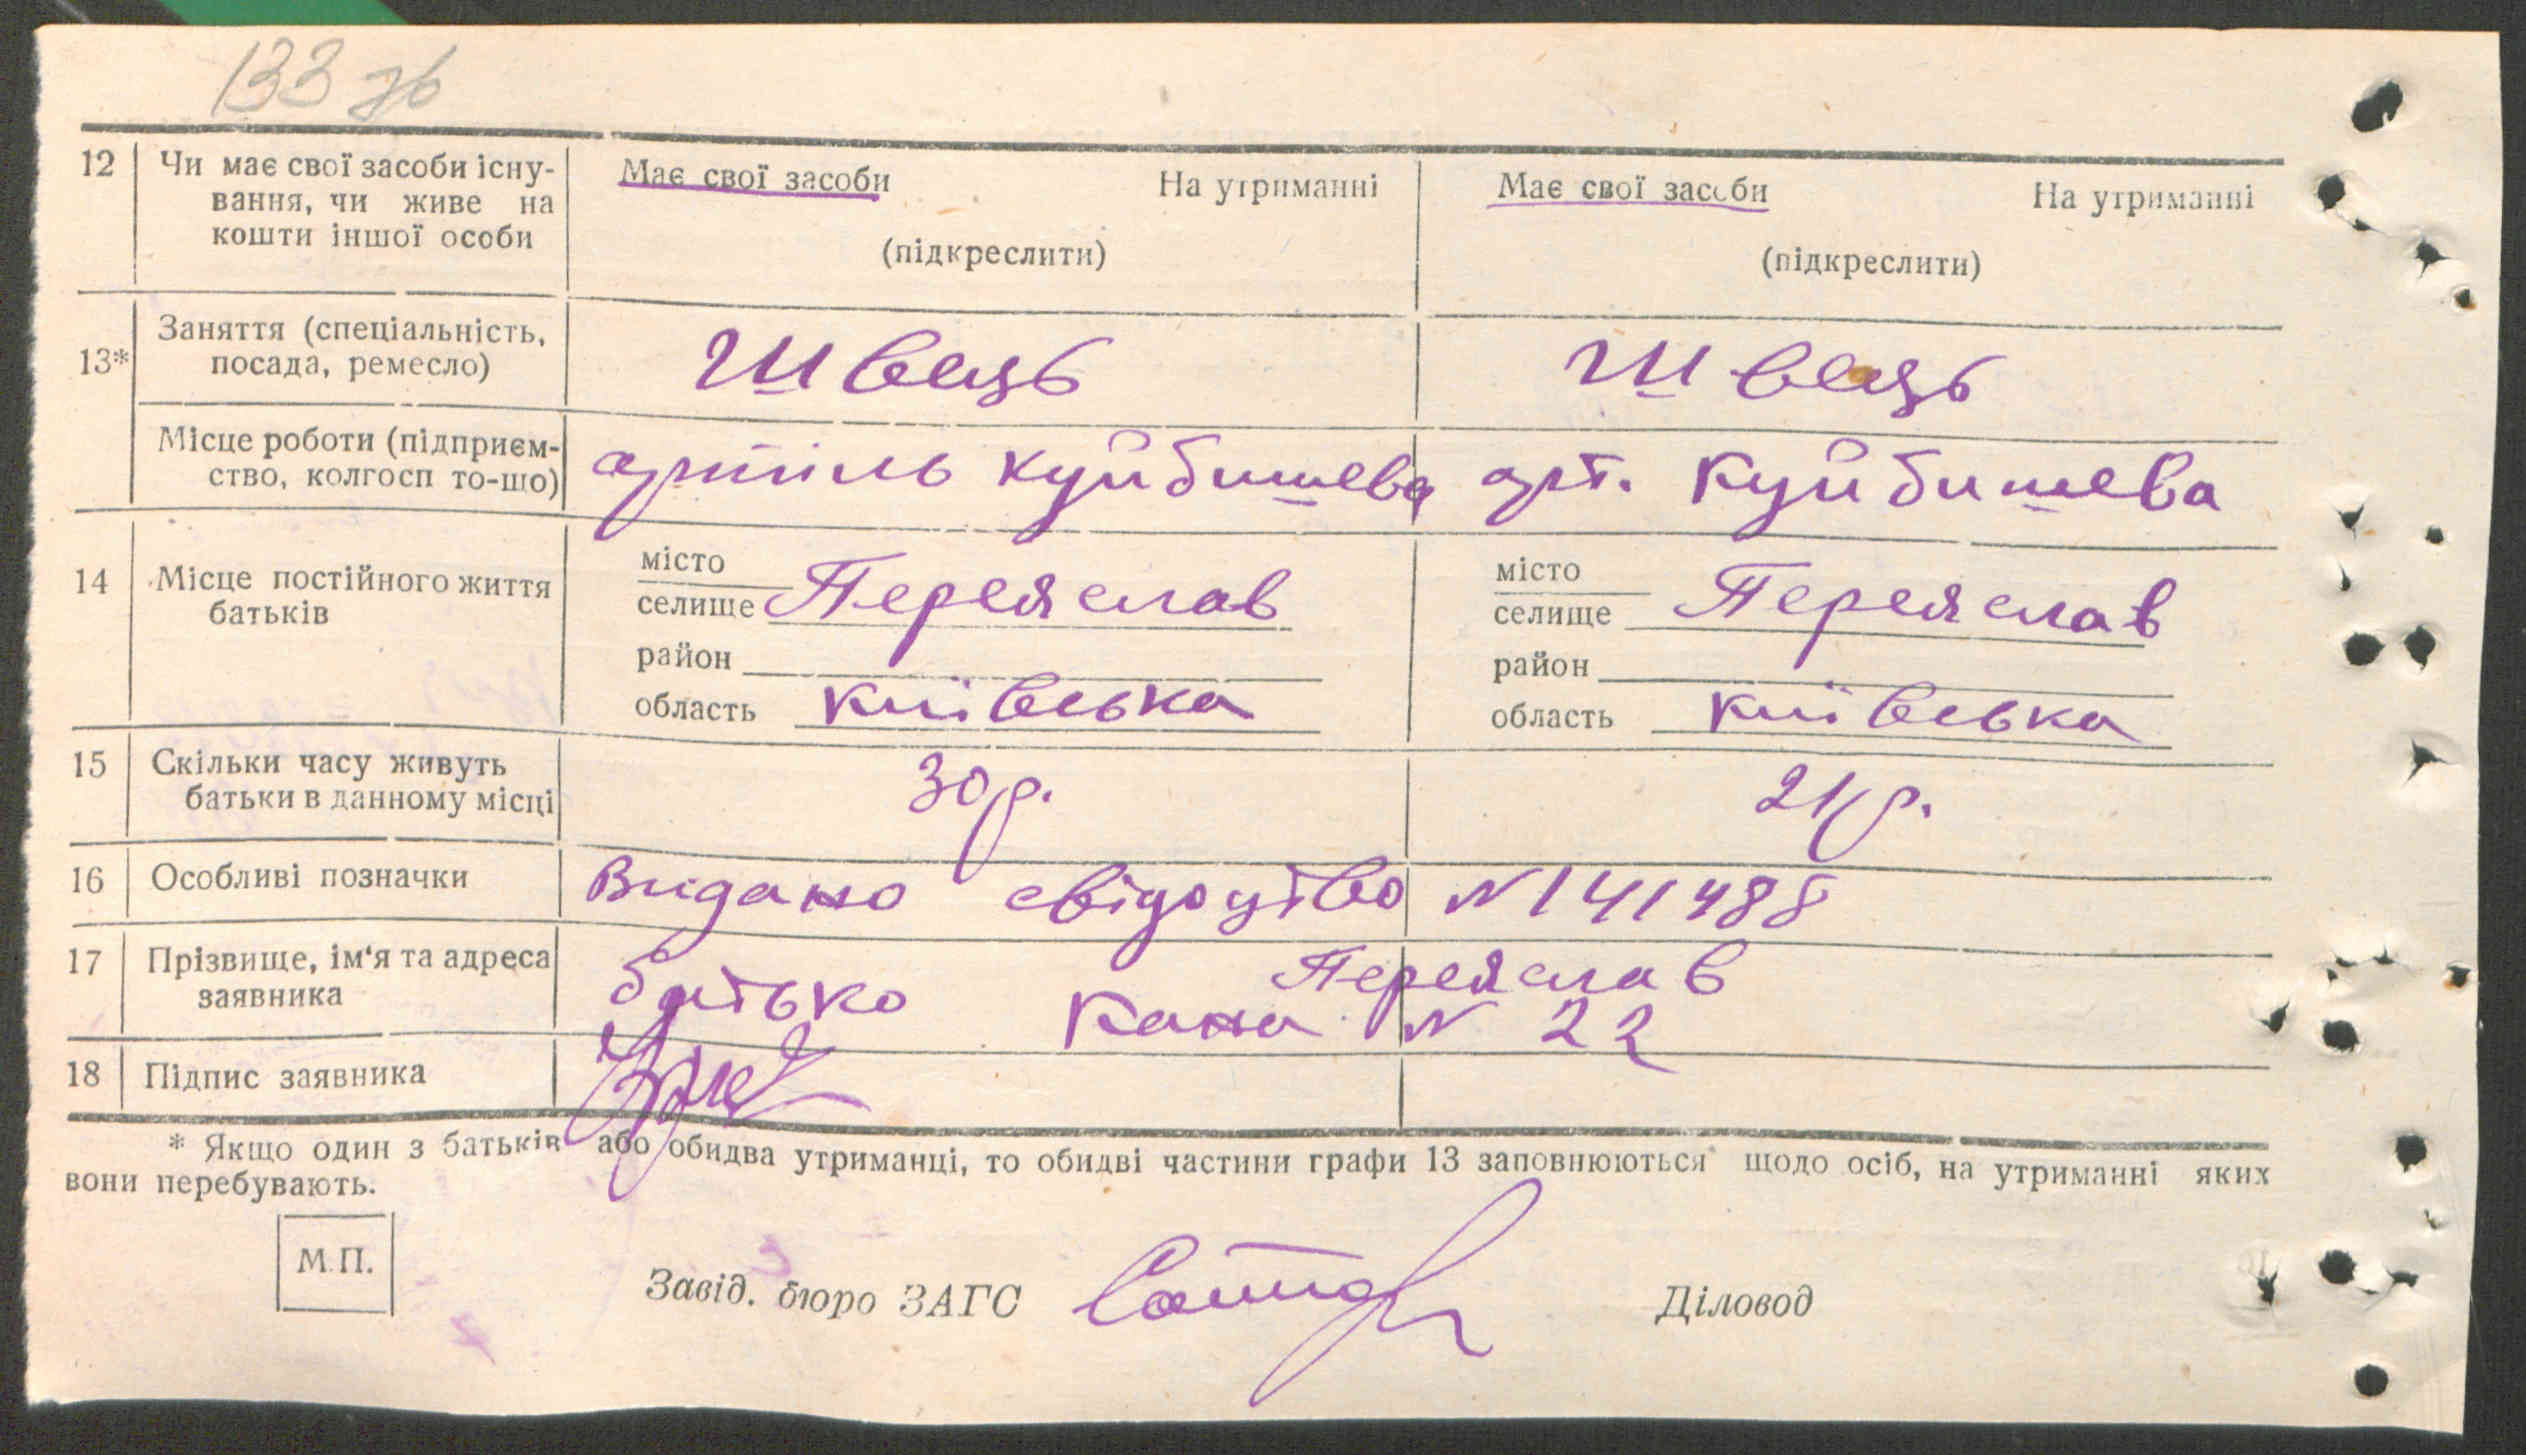 133 зв
12 Чи має свої засоби існу- Має свої засоби На утриманні Має свої засоби На утриманні
вання, чи живе на
кошти іншої особи (підкреслити) (підкреслити)
Заняття (спеціальність,
13* посада, ремесло) Швець Швець
Місце роботи (підприєм-
ство, колгосп то-що) артіль Куйбишева арт. Куйбишева
місто місто
14 Місце постійного життя селище Переяслав селище Переяслав
батьків
район район
область Київська область Київська
15 Скільки часу живуть 30 р. 21 р.
батьки в данному місці
16 Особливі позначки Видано свідоцтво N 141488
17 Прізвище, ім'я та адреса батько Переяслав
заявника N 22
18 Підпис заявника
* Якщо один з батьків або обидва утриманці, то обидві частини графи 13 заповнюються щодо осіб, на утриманні яких
вони перебувають.
М.П.
Завід. бюро ЗАГС Діловод